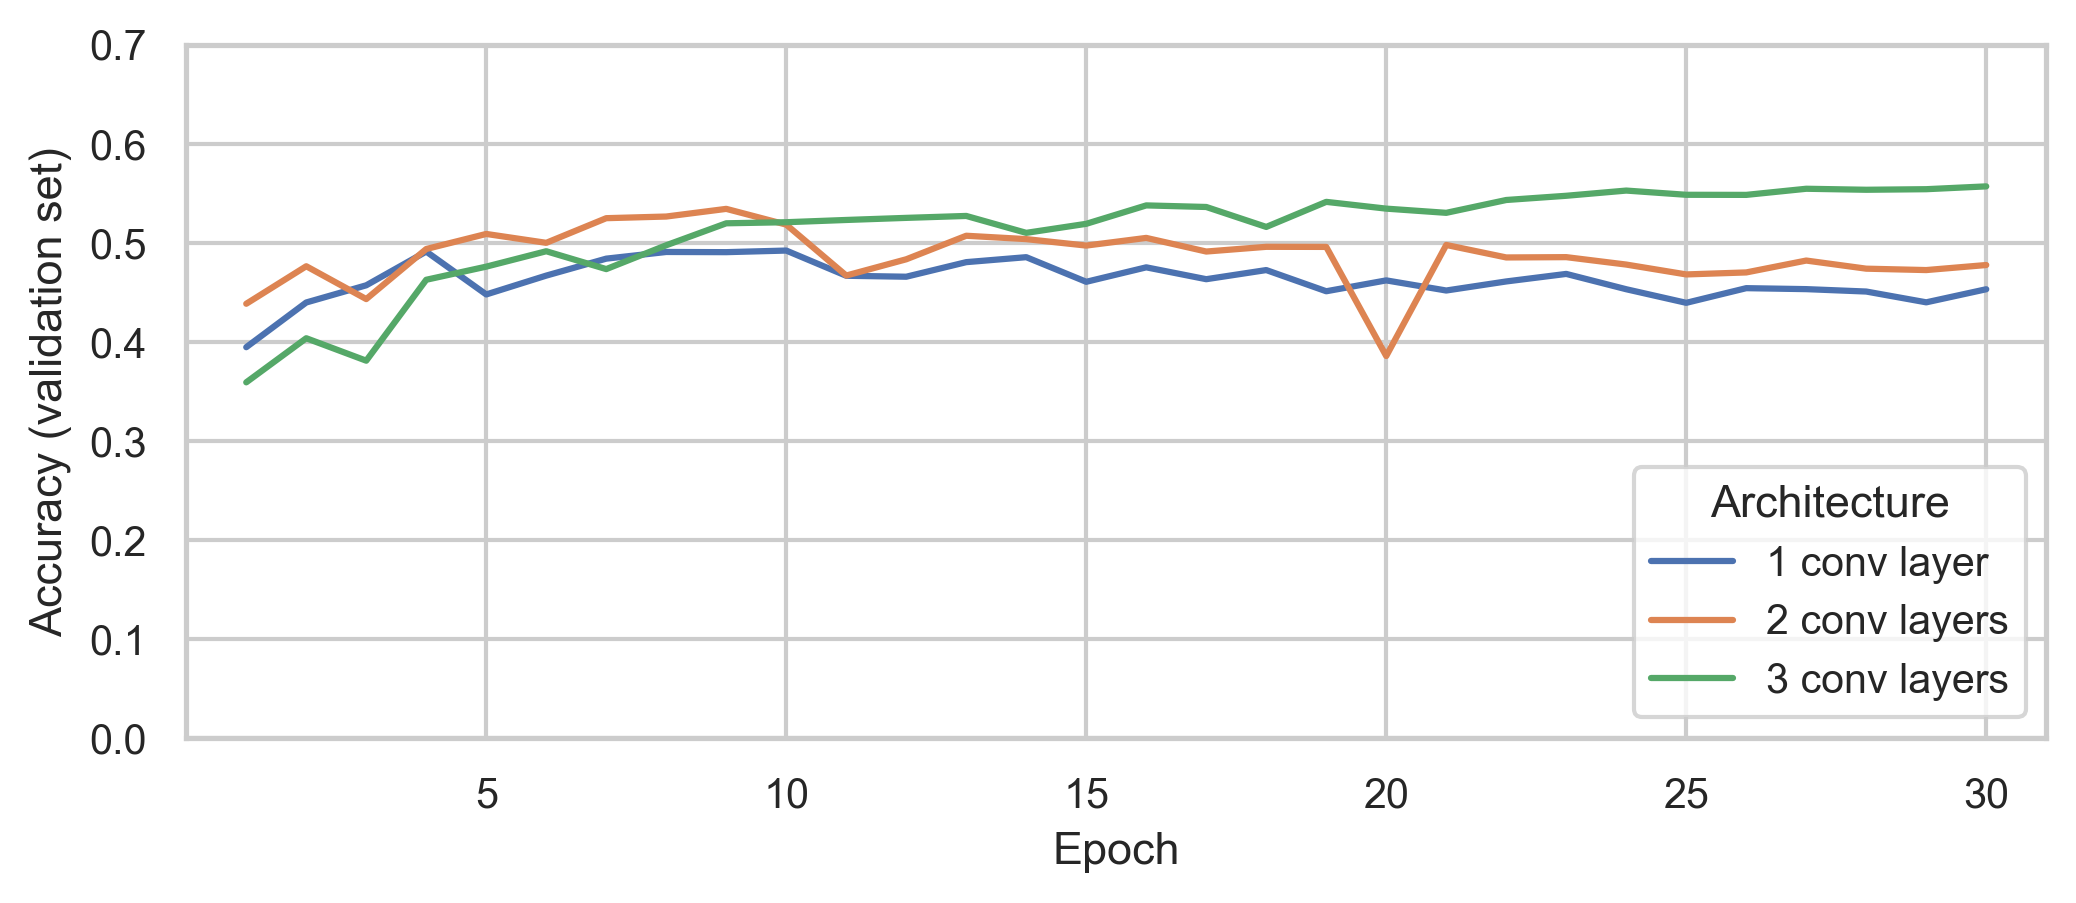 0.7
0.6
0.5
0.4
0.3
0.2
0.1
0.0
Accuracy (validation set)
5 10 15 20 25 30
Epoch
Architecture
1 conv layer
2 conv layers
3 conv layers